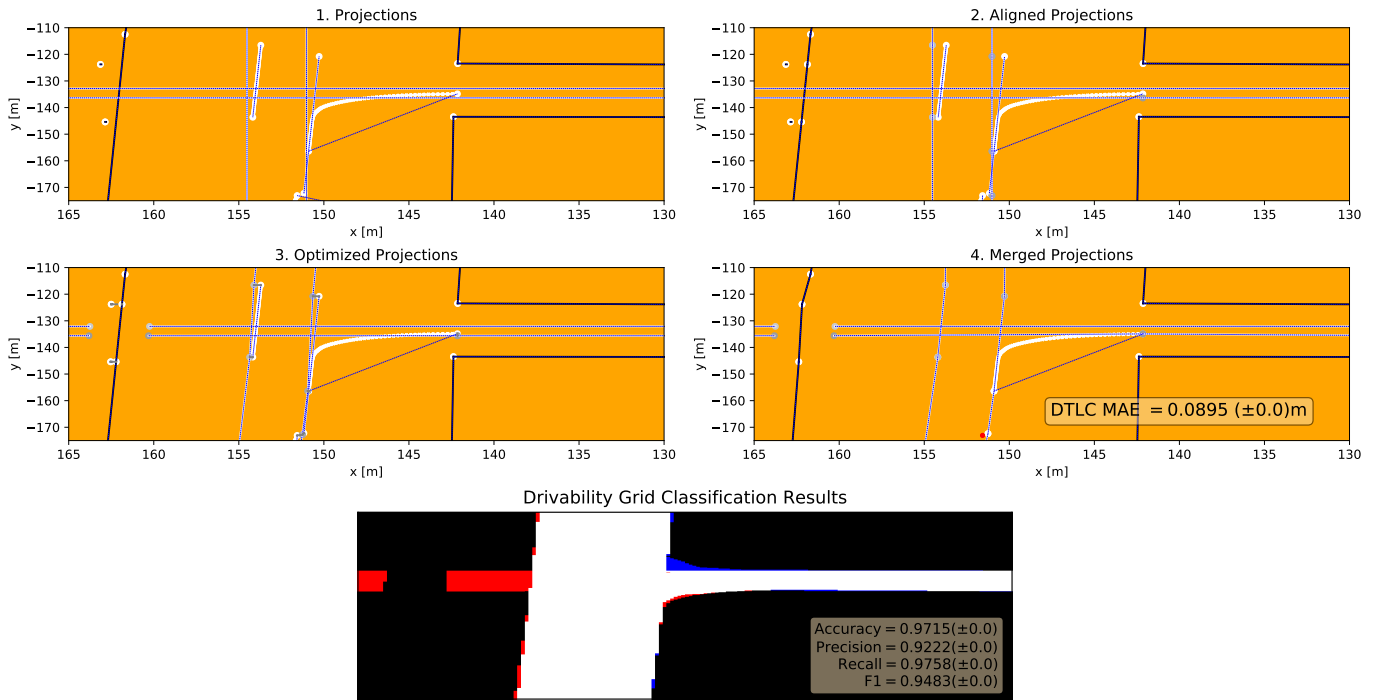 1. Projections
−110
−120
−130
−140
−150
−160
−170
y [m]
165 160 155 150 145 140 135 130
x [m]
2. Aligned Projections
−110
−120
−130
−140
−150
−160
−170
y [m]
165 160 155 150 145 140 135 130
x [m]
3. Optimized Projections
−110
−120
−130
−140
−150
−160
−170
y [m]
165 160 155 150 145 140 135 130
x [m]
4. Merged Projections
−110
−120
−130
−140
−150
−160
−170
y [m]
DTLC MAE = 0.0895 (±0.0)m
165 160 155 150 145 140 135 130
x [m]
Drivability Grid Classification Results
Accuracy = 0.9715(±0.0)
Precision = 0.9222(±0.0)
Recall = 0.9758(±0.0)
F1 = 0.9483(±0.0)